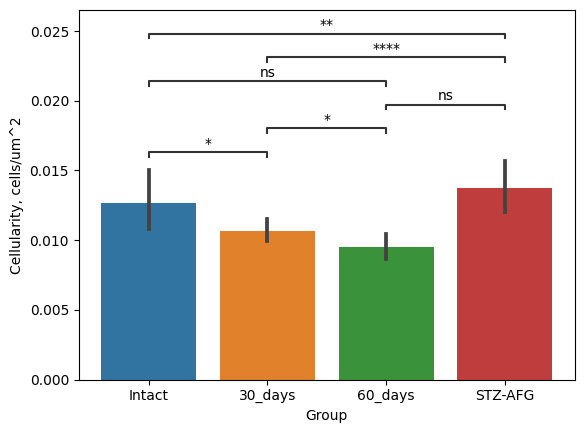 0.025
0.020
0.015
0.010
0.005
0.000
Cellularity, cells/um^2
**
****
ns
ns
*
*
Intact
30_days
60_days
STZ-AFG
Group